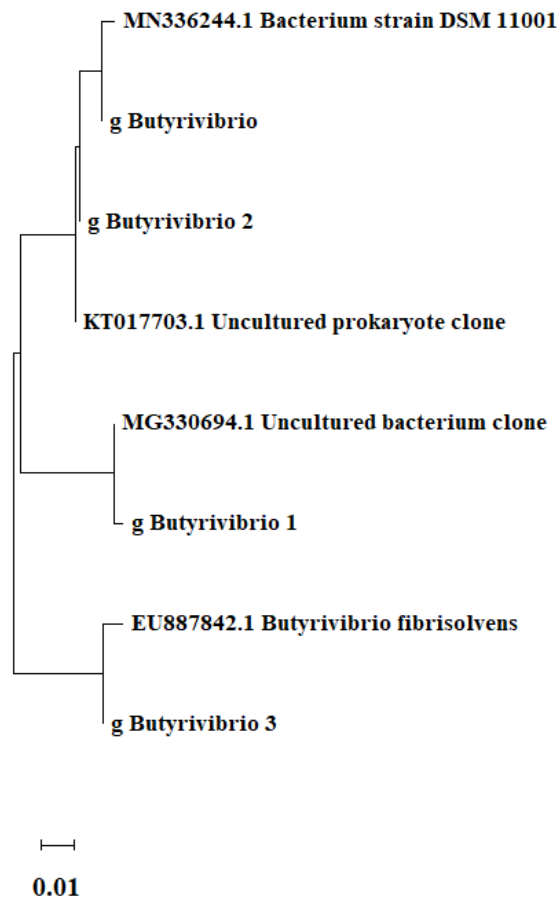 MN336244.1 Bacterium strain DSM 11001
g Butyrivibrio
g Butyrivibrio 2
KT017703.1 Uncultured prokaryote clone
MG330694.1 Uncultured bacterium clone
g Butyrivibrio 1
EU887842.1 Butyrivibrio fibrisolvens
g Butyrivibrio 3
0.01